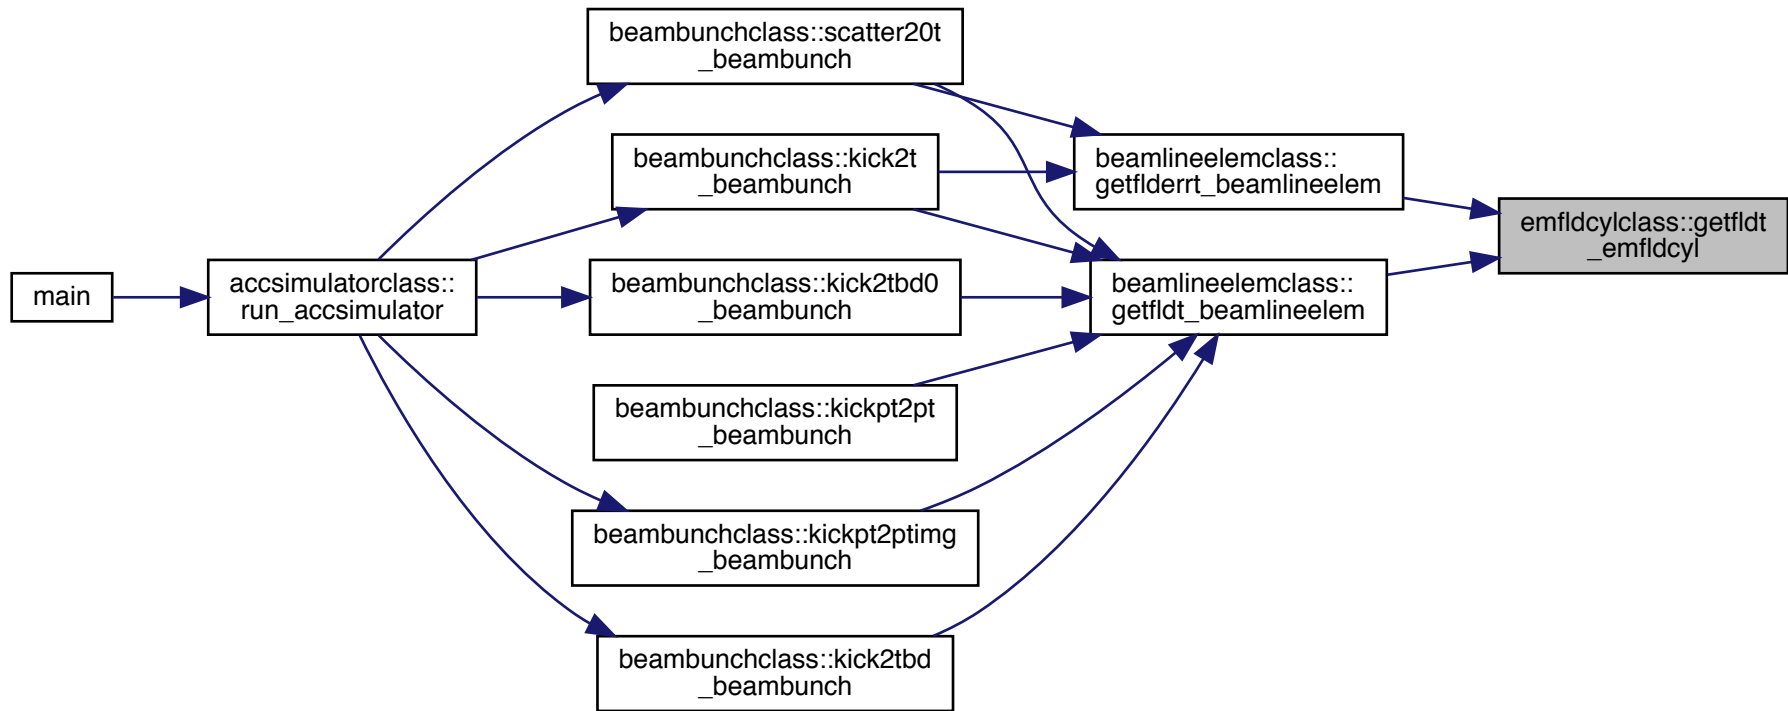 beambunchclass::scatter20t
_beambunch
beambunchclass::kick2t
_beambunch
beamlineelemclass::
getflderrt_beamlineelem
emfldcylclass::getfldt
_emfldcyl
main
accsimulatorclass::
run_accsimulator
beambunchclass::kick2tbd0
_beambunch
beamlineelemclass::
getfldt_beamlineelem
beambunchclass::kickpt2pt
_beambunch
beambunchclass::kickpt2ptimg
_beambunch
beambunchclass::kick2tbd
_beambunch